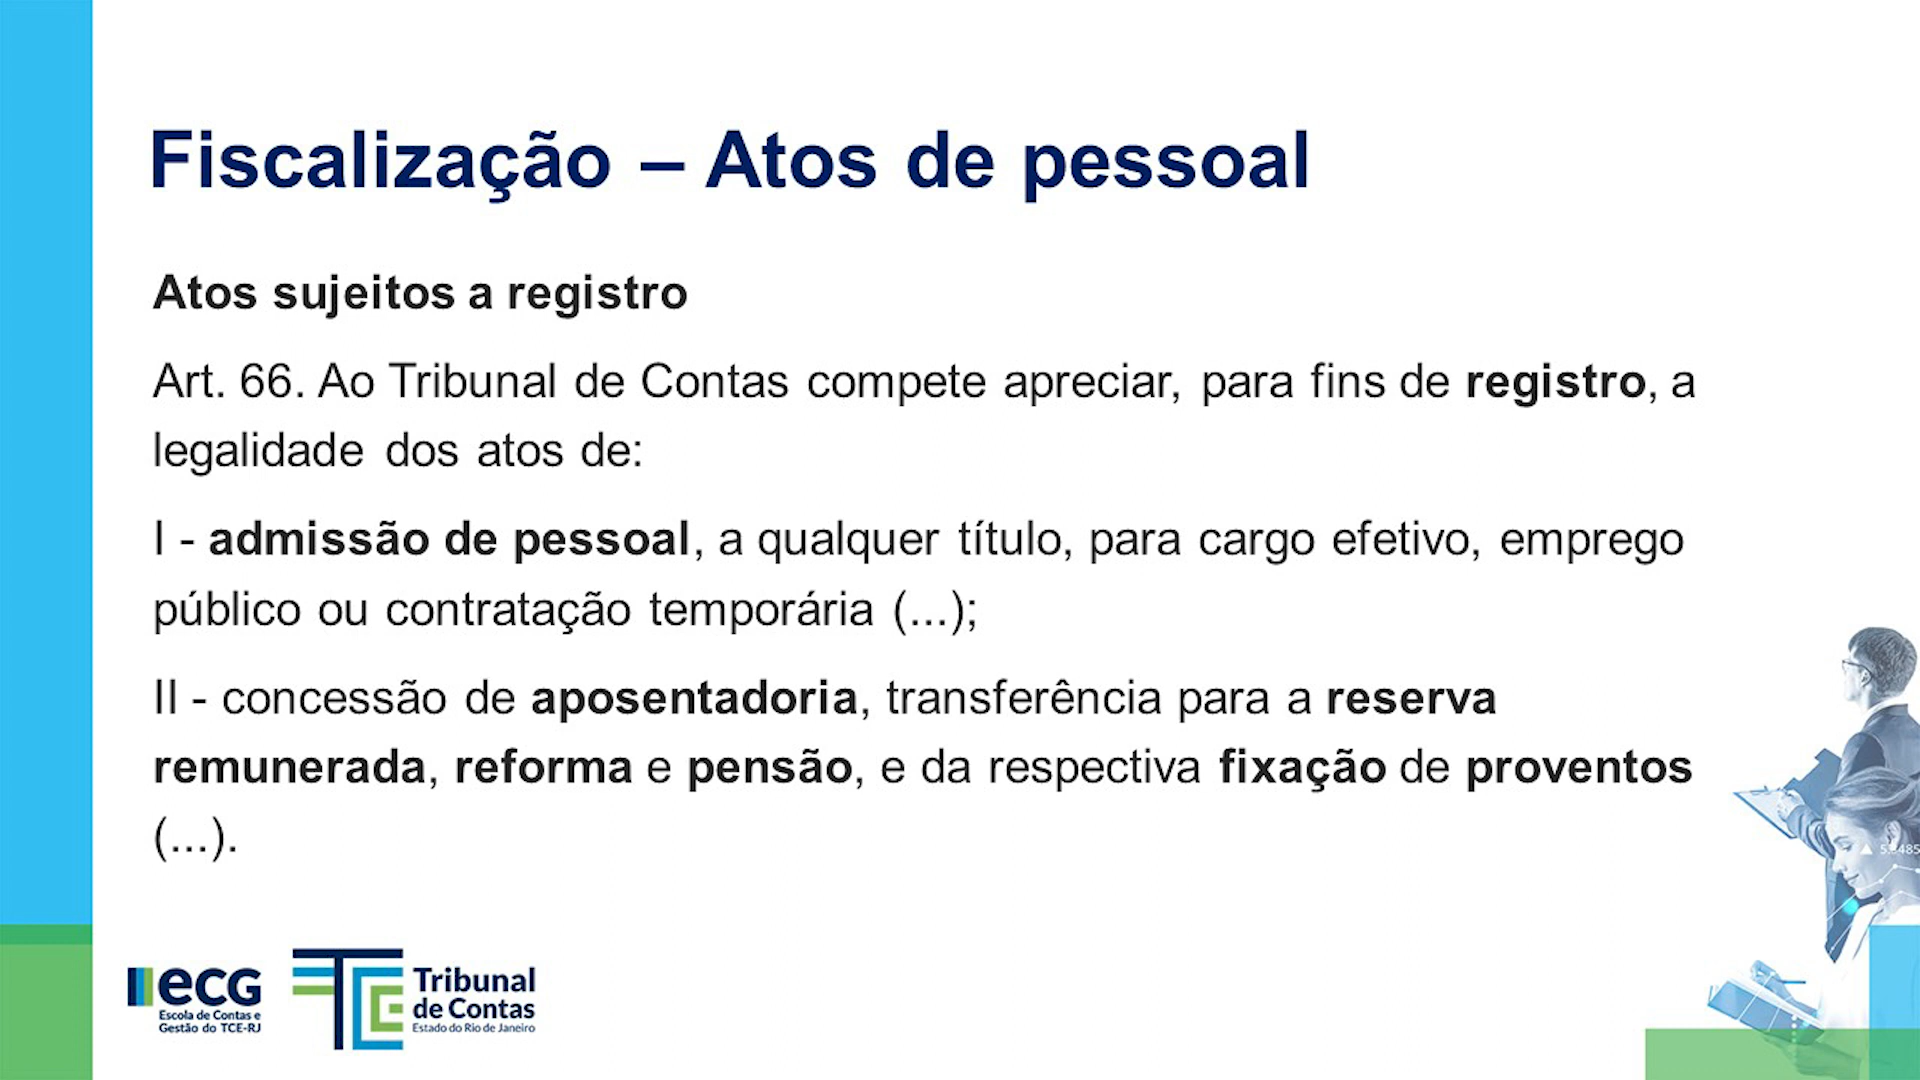 Fiscalização – Atos de pessoal
Atos sujeitos a registro
Art. 66. Ao Tribunal de Contas compete apreciar, para fins de registro, a
legalidade dos atos de:
I - admissão de pessoal, a qualquer título, para cargo efetivo, emprego
público ou contratação temporária (...);
II - concessão de aposentadoria, transferência para a reserva
remunerada, reforma e pensão, e da respectiva fixação de proventos
(...).
ecg
Escola de Contas e
Gestão do TCE-RJ
TCE
Tribunal
de Contas
Estado do Rio de Janeiro